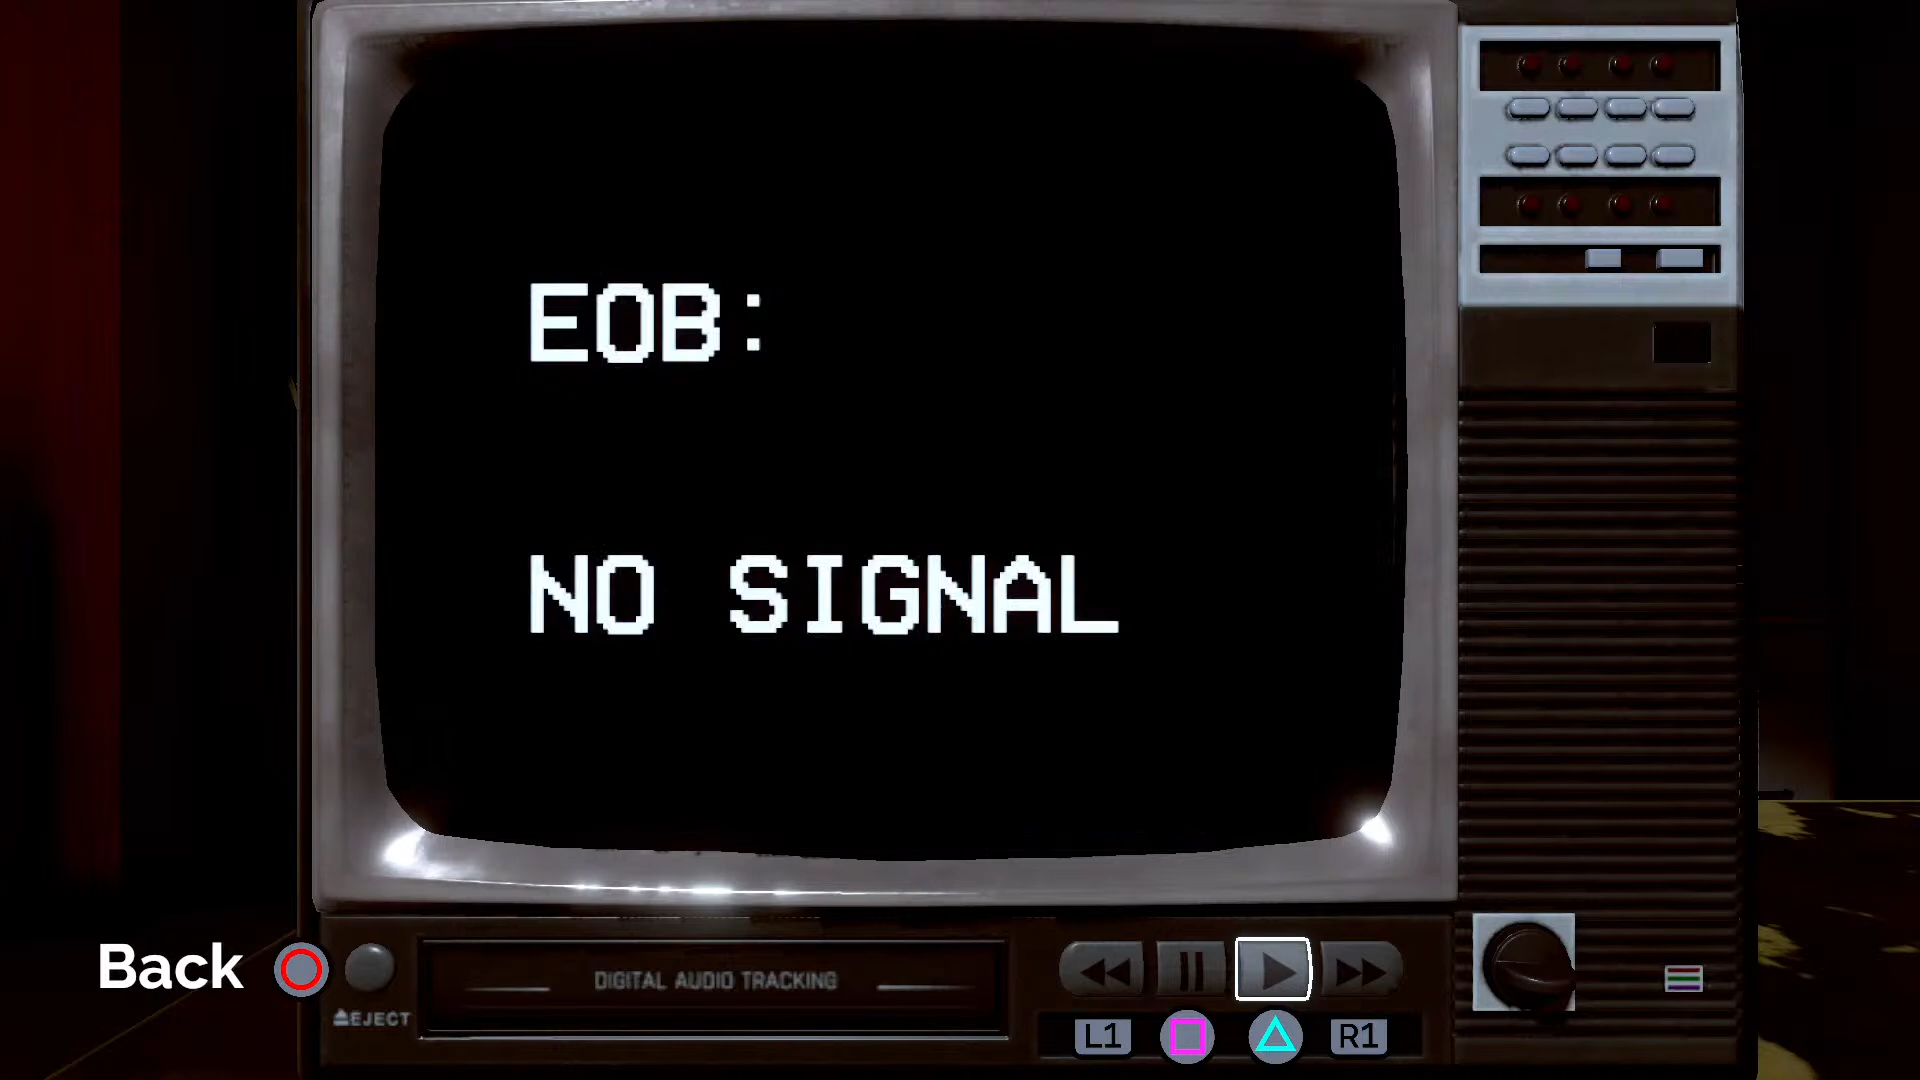 EOB:
NO SIGNAL
Back
DIGITAL AUDIO TRACKING
EJECT
L1
R1